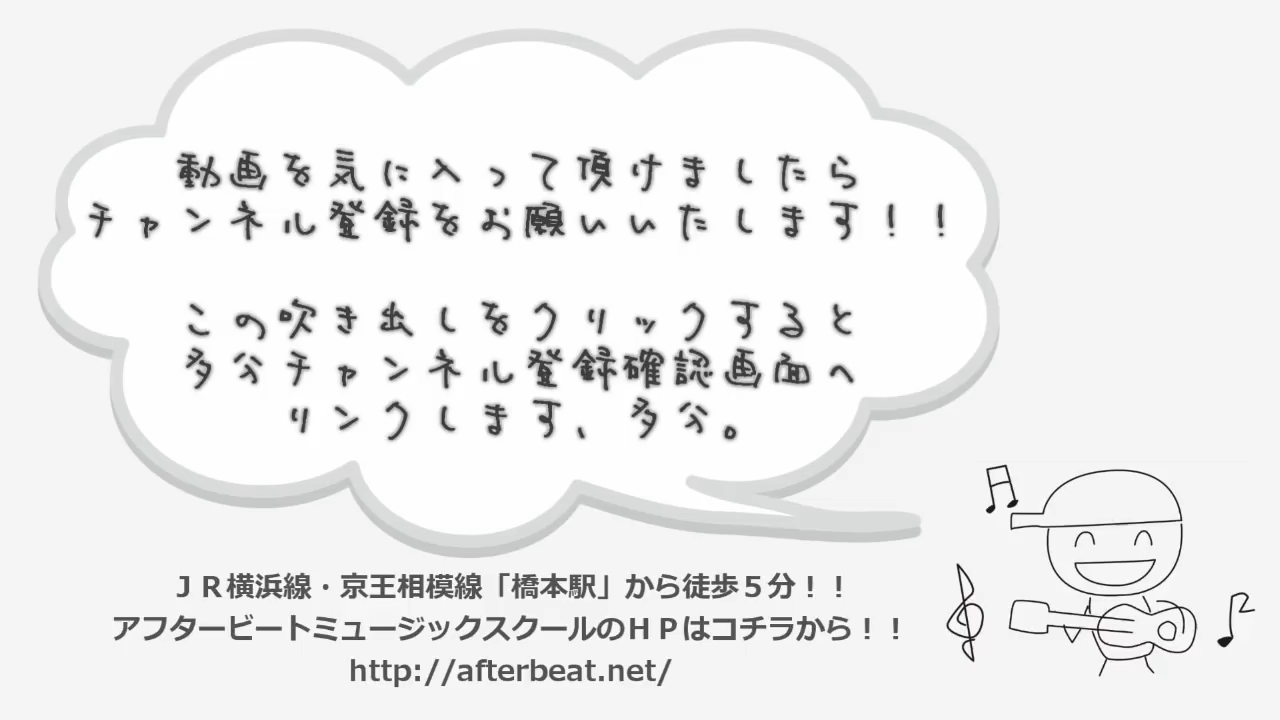 動画を気に入って頂けましたら
チャンネル登録をお願いいたします！！
この吹き出しをクリックすると
多分チャンネル登録確認画面へ
リンクします、多分。
ＪＲ横浜線・京王相模線「橋本駅」から徒歩５分！！
アフタービートミュージックスクールのＨＰはコチラから！！
http://afterbeat.net/